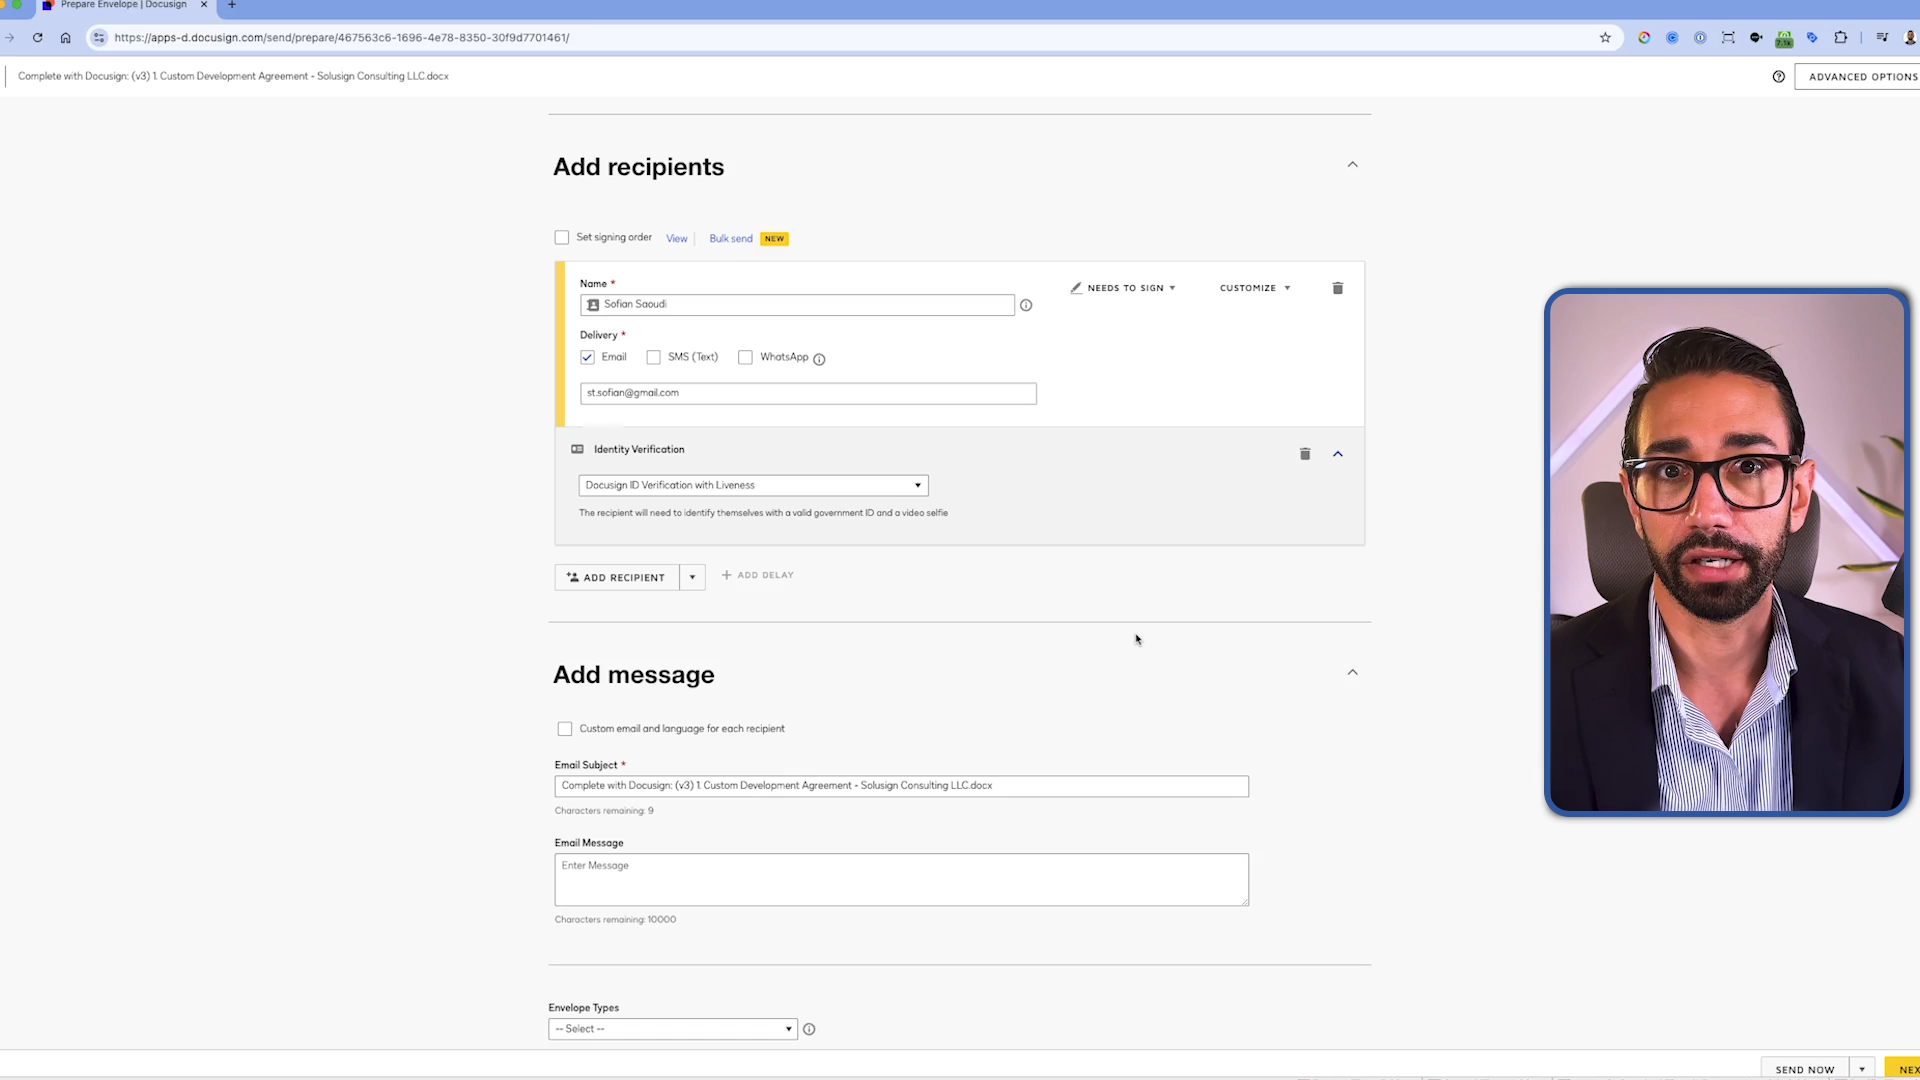 Prepare Envelope | Docusign
https://apps-d.docusign.com/send/prepare/467563c6-1696-4e78-8350-30f9d7701461/
7.1k
Complete with Docusign: (v3) 1. Custom Development Agreement - Solusign Consulting LLC.docx
ADVANCED OPTIONS
Add recipients
Set signing order View Bulk send NEW
Name *
NEEDS TO SIGN
CUSTOMIZE
Sofian Saoudi
Delivery *
Email SMS (Text) WhatsApp
st.sofian@gmail.com
Identity Verification
Docusign ID Verification with Liveness
The recipient will need to identify themselves with a valid government ID and a video selfie
ADD RECIPIENT
+ ADD DELAY
Add message
Custom email and language for each recipient
Email Subject *
Complete with Docusign: (v3) 1. Custom Development Agreement - Solusign Consulting LLC.docx
Characters remaining: 9
Email Message
Enter Message
Characters remaining: 10000
Envelope Types
-- Select --
SEND NOW
NEX